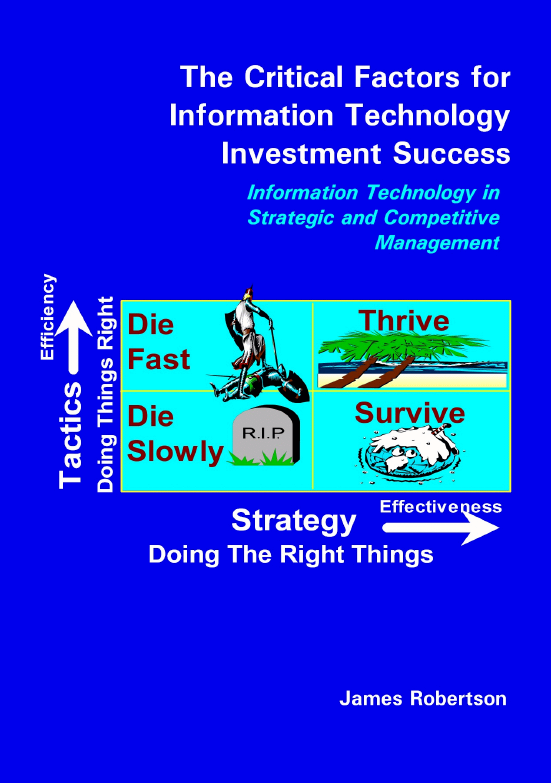 The Critical Factors for
Information Technology
Investment Success
Information Technology in
Strategic and Competitive
Management
Efficiency
Tactics
Doing Things Right
Die
Fast
Thrive
Die
Slowly
R.I.P.
Survive
Effectiveness
Strategy
Doing The Right Things
James Robertson